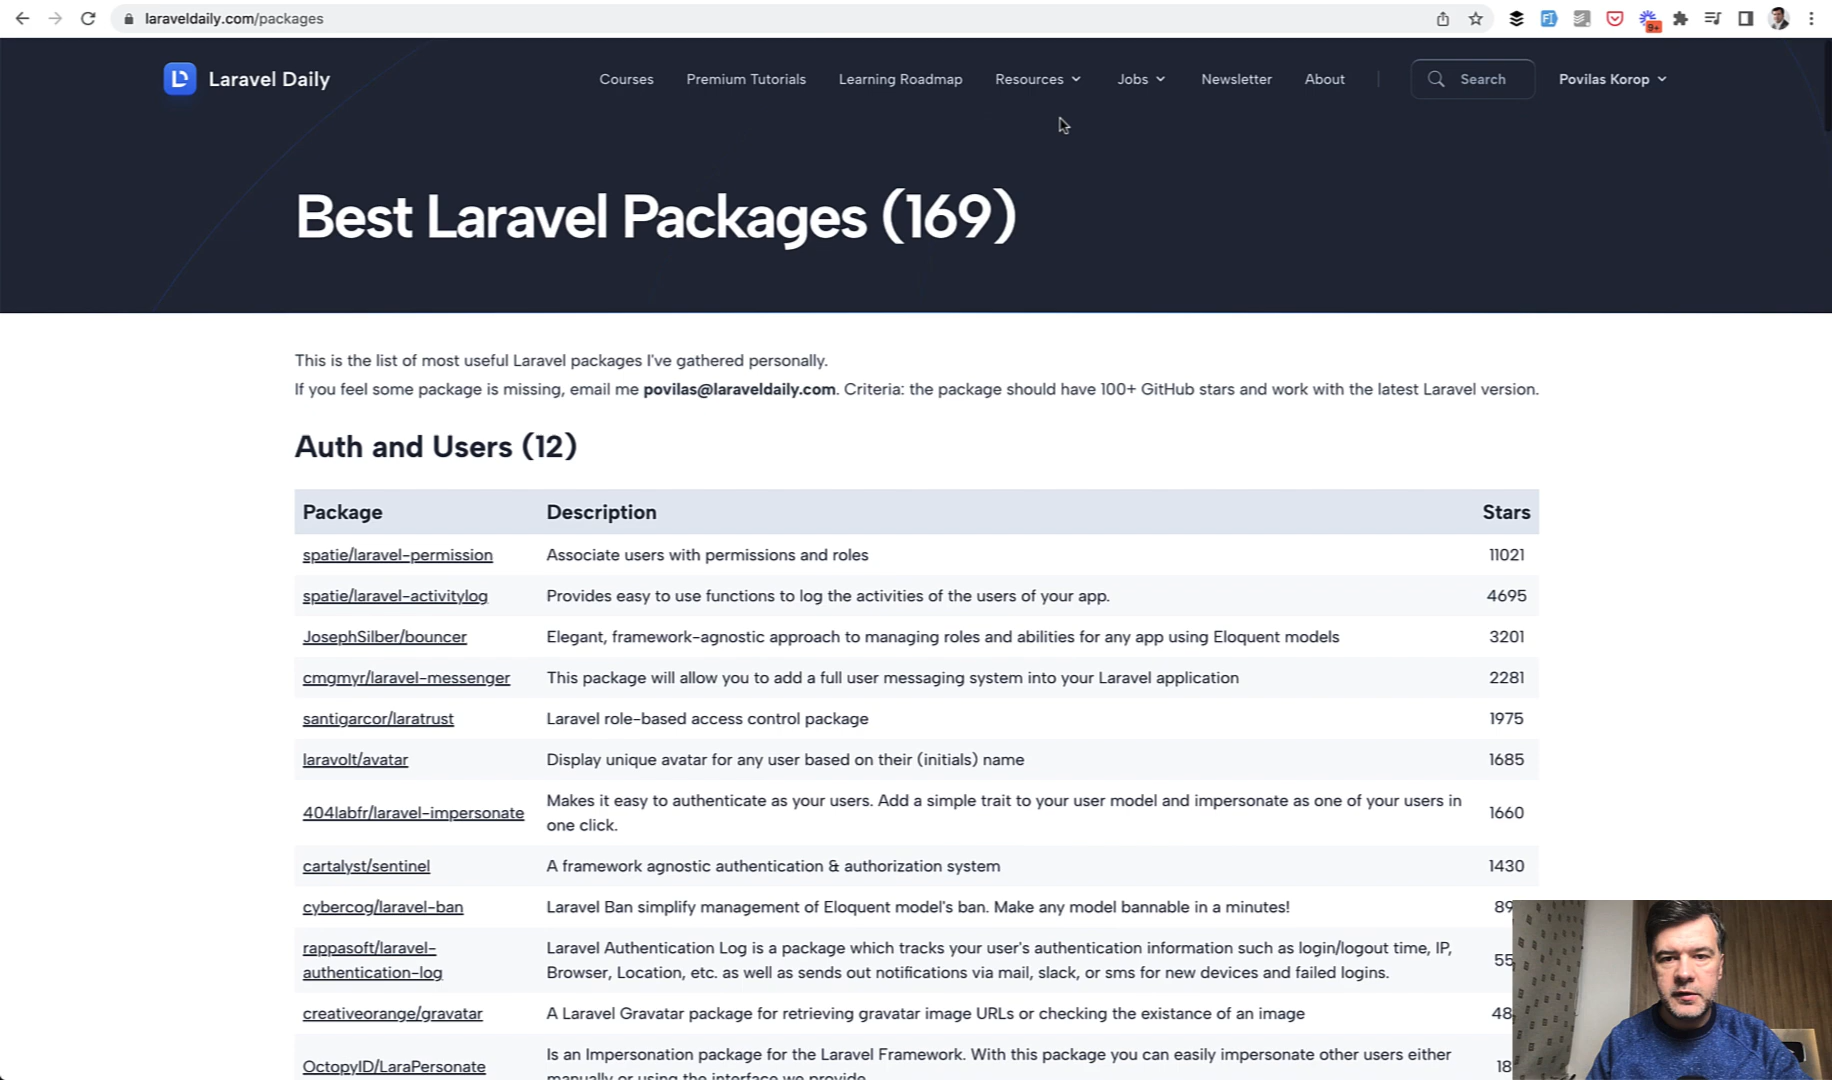 laraveldaily.com/packages
9+
Laravel Daily
Courses Premium Tutorials Learning Roadmap Resources Jobs Newsletter About Search Povilas Korop
Best Laravel Packages (169)
This is the list of most useful Laravel packages I've gathered personally.
If you feel some package is missing, email me povilas@laraveldaily.com. Criteria: the package should have 100+ GitHub stars and work with the latest Laravel version.
Auth and Users (12)
Package Description Stars
spatie/laravel-permission Associate users with permissions and roles 11021
spatie/laravel-activitylog Provides easy to use functions to log the activities of the users of your app. 4695
JosephSilber/bouncer Elegant, framework-agnostic approach to managing roles and abilities for any app using Eloquent models 3201
cmgmyr/laravel-messenger This package will allow you to add a full user messaging system into your Laravel application 2281
santigarcor/laratrust Laravel role-based access control package 1975
laravolt/avatar Display unique avatar for any user based on their (initials) name 1685
404labfr/laravel-impersonate Makes it easy to authenticate as your users. Add a simple trait to your user model and impersonate as one of your users in
one click. 1660
cartalyst/sentinel A framework agnostic authentication & authorization system 1430
cybercog/laravel-ban Laravel Ban simplify management of Eloquent model's ban. Make any model bannable in a minutes!
rappasoft/laravel- Laravel Authentication Log is a package which tracks your user's authentication information such as login/logout time, IP,
authentication-log Browser, Location, etc. as well as sends out notifications via mail, slack, or sms for new devices and failed logins.
creativeorange/gravatar A Laravel Gravatar package for retrieving gravatar image URLs or checking the existance of an image
OctopyID/LaraPersonate Is an Impersonation package for the Laravel Framework. With this package you can easily impersonate other users either
manually or using the interface we provide